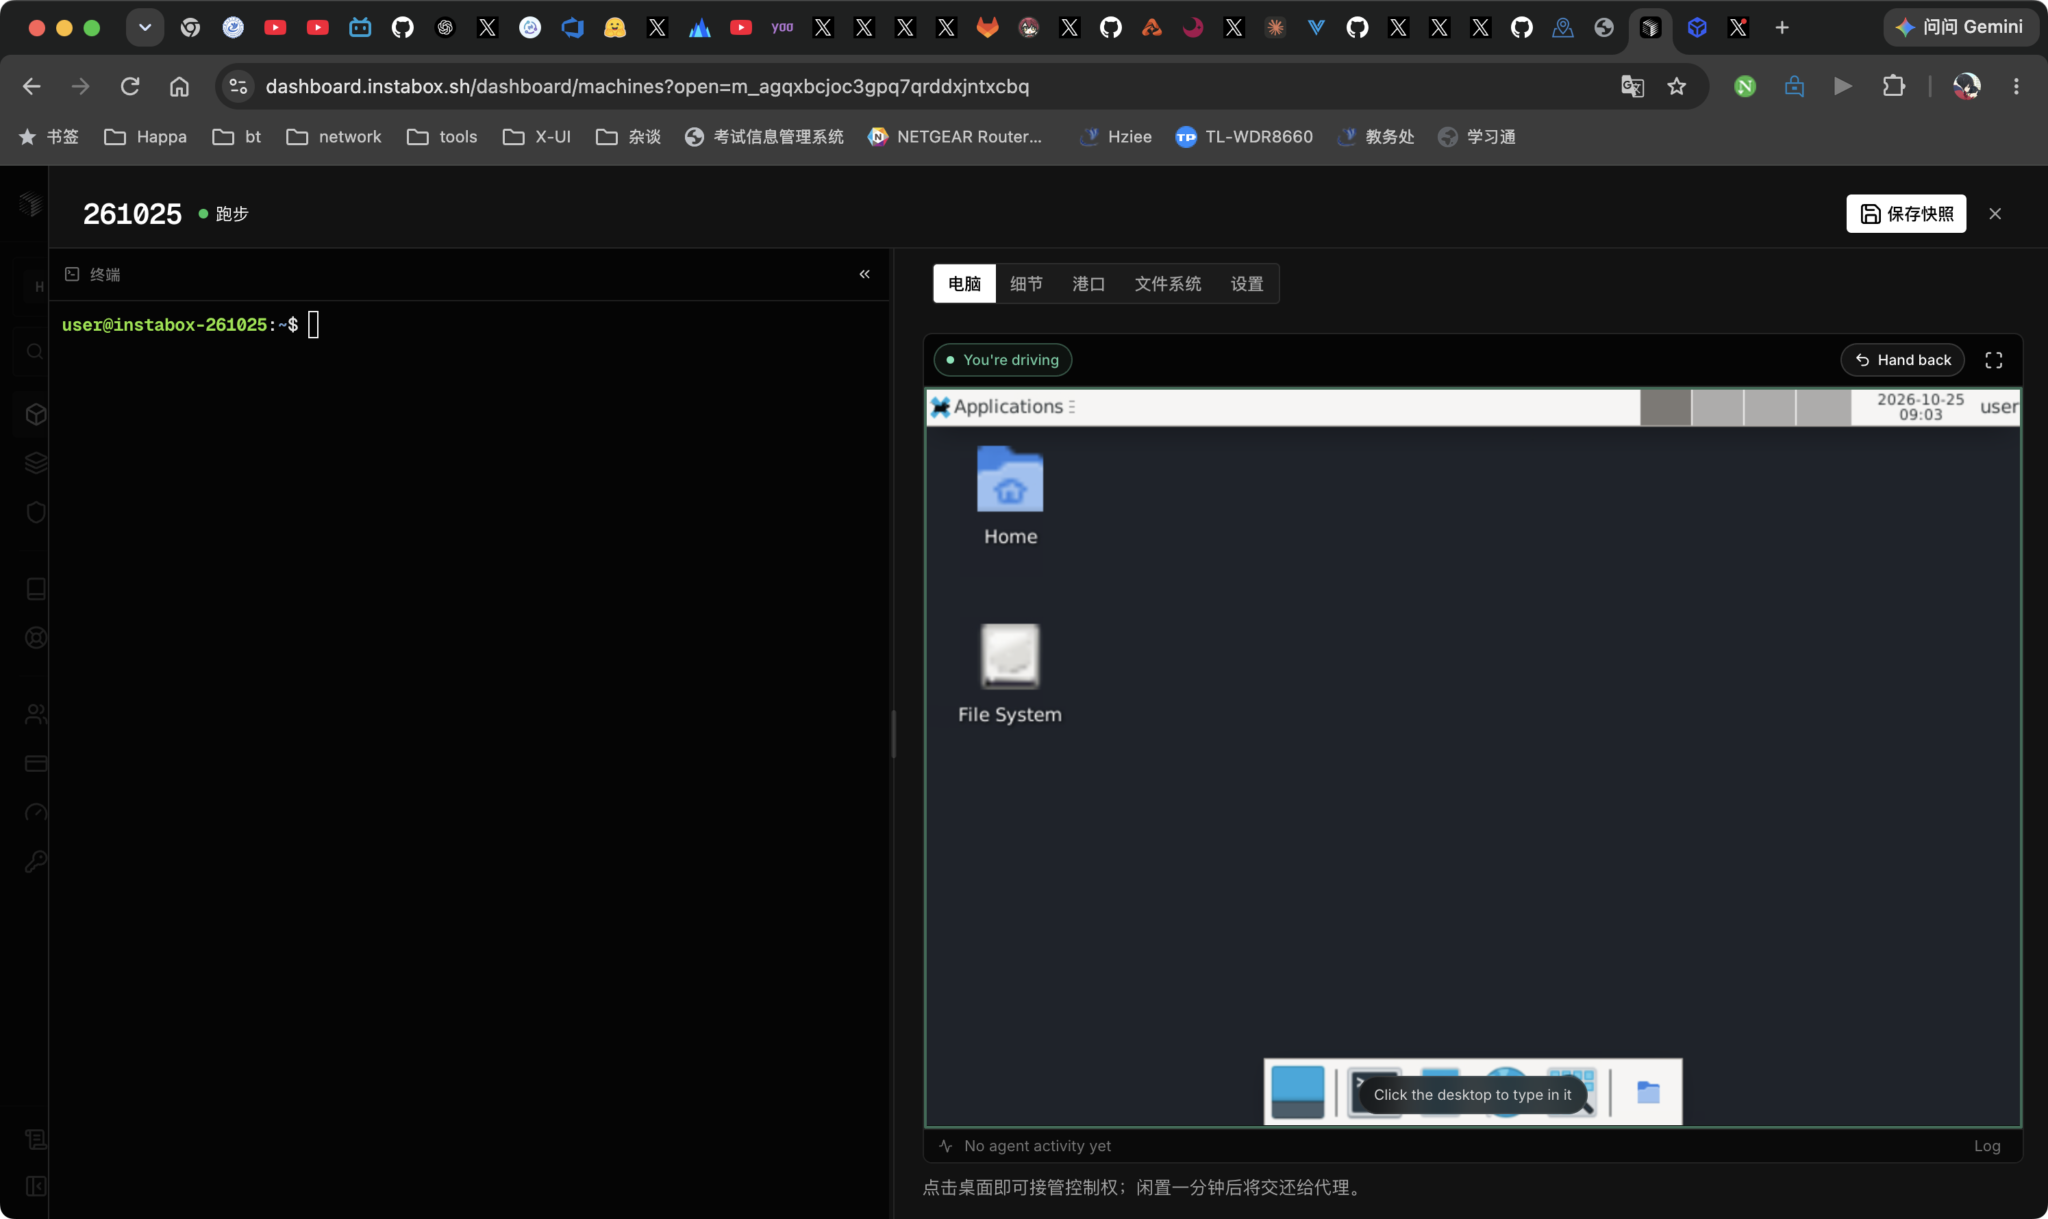 yoo
问问 Gemini
dashboard.instabox.sh/dashboard/machines?open=m_agqxbcjoc3gpq7qrddxjntxcbq
书签
Happa
bt
network
tools
X-UI
杂谈
考试信息管理系统
NETGEAR Router...
Hziee
TL-WDR8660
教务处
学习通
261025
跑步
保存快照
H
终端
user@instabox-261025:~$
电脑
细节
港口
文件系统
设置
You're driving
Hand back
Applications
2026-10-25
09:03
user
Home
File System
Click the desktop to type in it
No agent activity yet
Log
点击桌面即可接管控制权；闲置一分钟后将交还给代理。